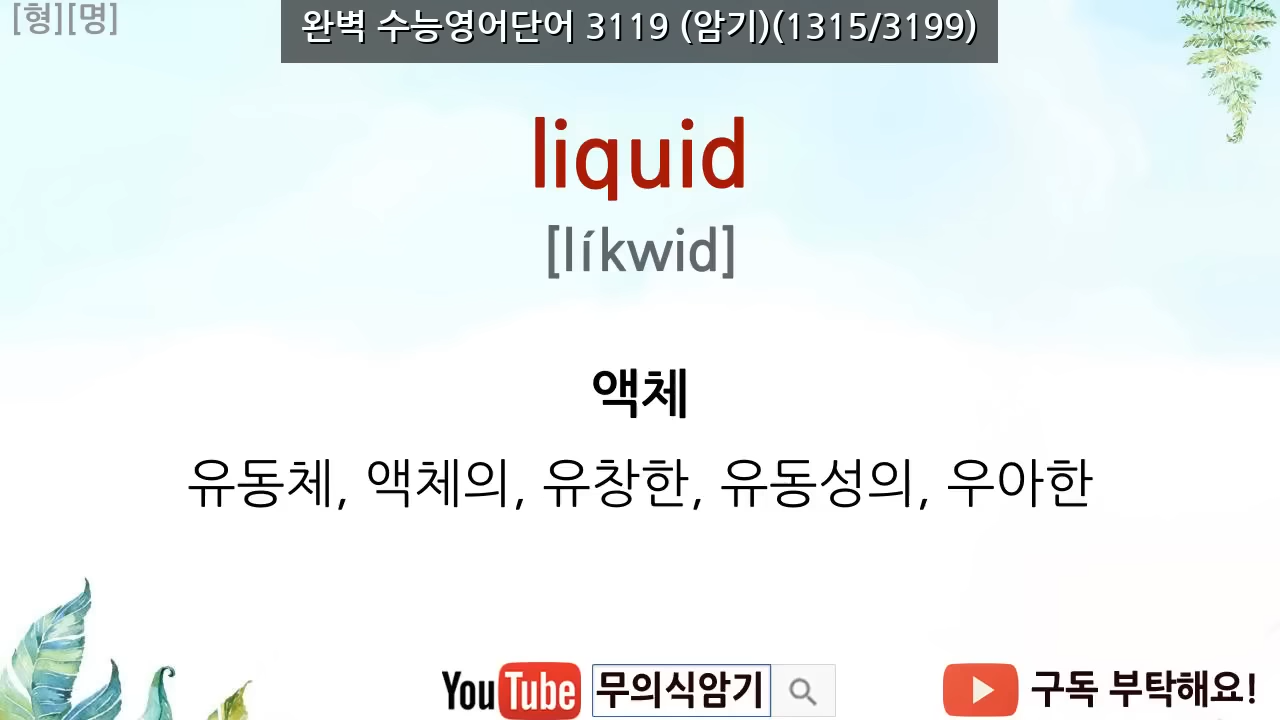 [형][명]
완벽 수능영어단어 3119 (암기)(1315/3199)
liquid
[líkwid]
액체
유동체, 액체의, 유창한, 유동성의, 우아한
YouTube 무의식암기 구독 부탁해요!